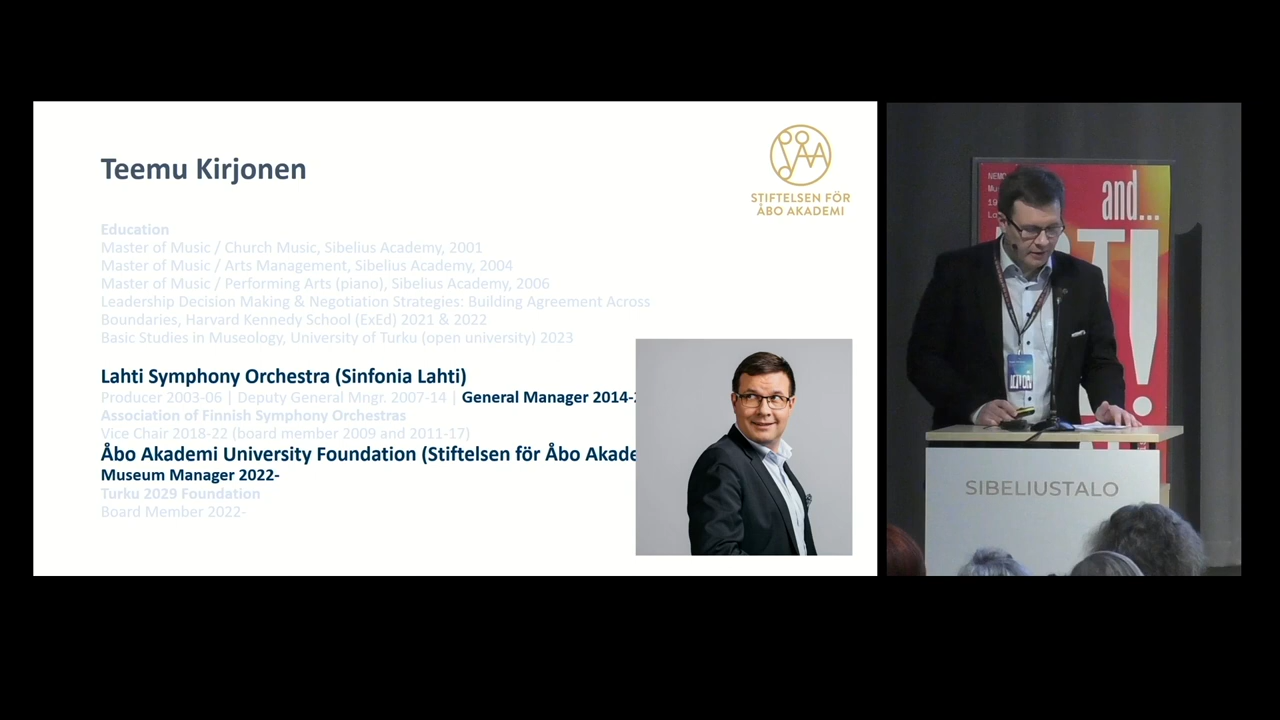 Teemu Kirjonen
STIFTELSEN FÖR
ÅBO AKADEMI
Education
Master of Music / Church Music, Sibelius Academy, 2001
Master of Music / Arts Management, Sibelius Academy, 2004
Master of Music / Performing Arts (piano), Sibelius Academy, 2006
Leadership Decision Making & Negotiation Strategies: Building Agreement Across
Boundaries, Harvard Kennedy School (ExEd) 2021 & 2022
Basic Studies in Museology, University of Turku (open university) 2023
Lahti Symphony Orchestra (Sinfonia Lahti)
Producer 2003-06 | Deputy General Mngr. 2007-14 | General Manager 2014-
Association of Finnish Symphony Orchestras
Vice Chair 2018-22 (board member 2009 and 2011-17)
Åbo Akademi University Foundation (Stiftelsen för Åbo Akade
Museum Manager 2022-
Turku 2029 Foundation
Board Member 2022-
and...
SIBELIUSTALO